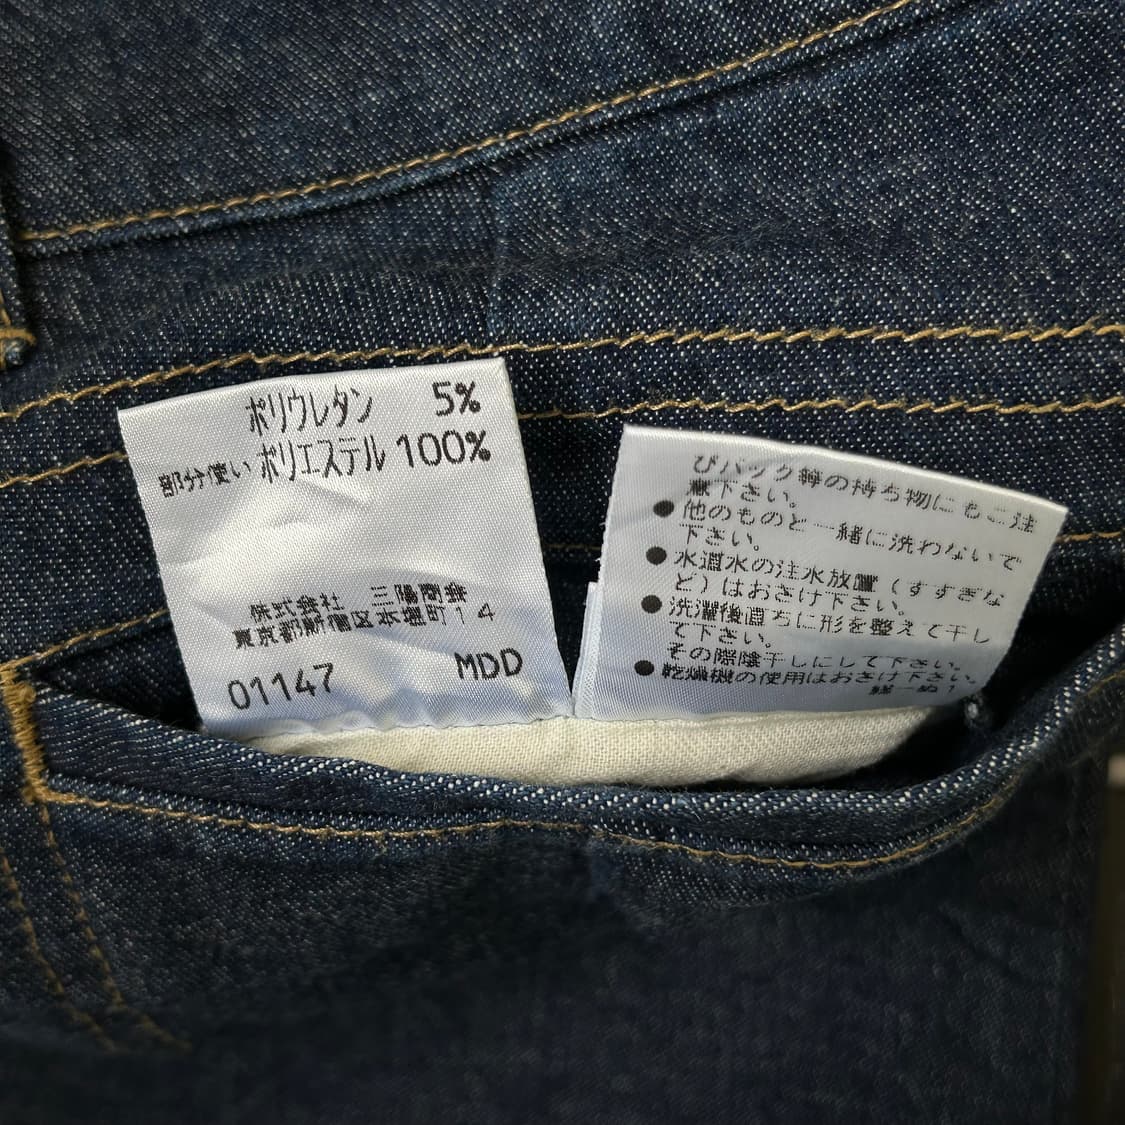 ポリウレタン 5%
部分使い ポリエステル 100%
株式会社 三陽商会
東京都新宿区本塩町14
01147 MDD
びバック等の持ち物にもご注
意下さい。
●他のものと一緒に洗わないで
下さい。
●水道水の注水放置(すすぎな
ど)はおさけ下さい。
●洗濯後直ちに形を整えて干し
て下さい。
その際陰干しにして下さい。
●乾燥機の使用はおさけ下さい。